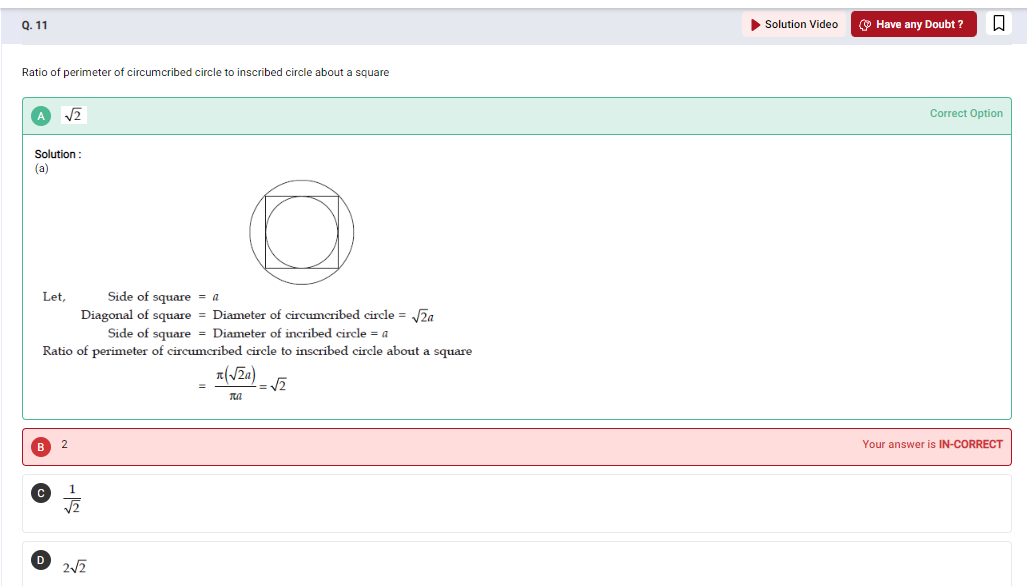 Q. 11
Solution Video
Have any Doubt ?
Ratio of perimeter of circumcribed circle to inscribed circle about a square
A √2 Correct Option
Solution :
(a)
Let, Side of square = a
Diagonal of square = Diameter of circumcribed circle = √2a
Side of square = Diameter of incribed circle = a
Ratio of perimeter of circumcribed circle to inscribed circle about a square
= π(√2a)/πa = √2
B 2 Your answer is IN-CORRECT
C 1/√2
D 2√2